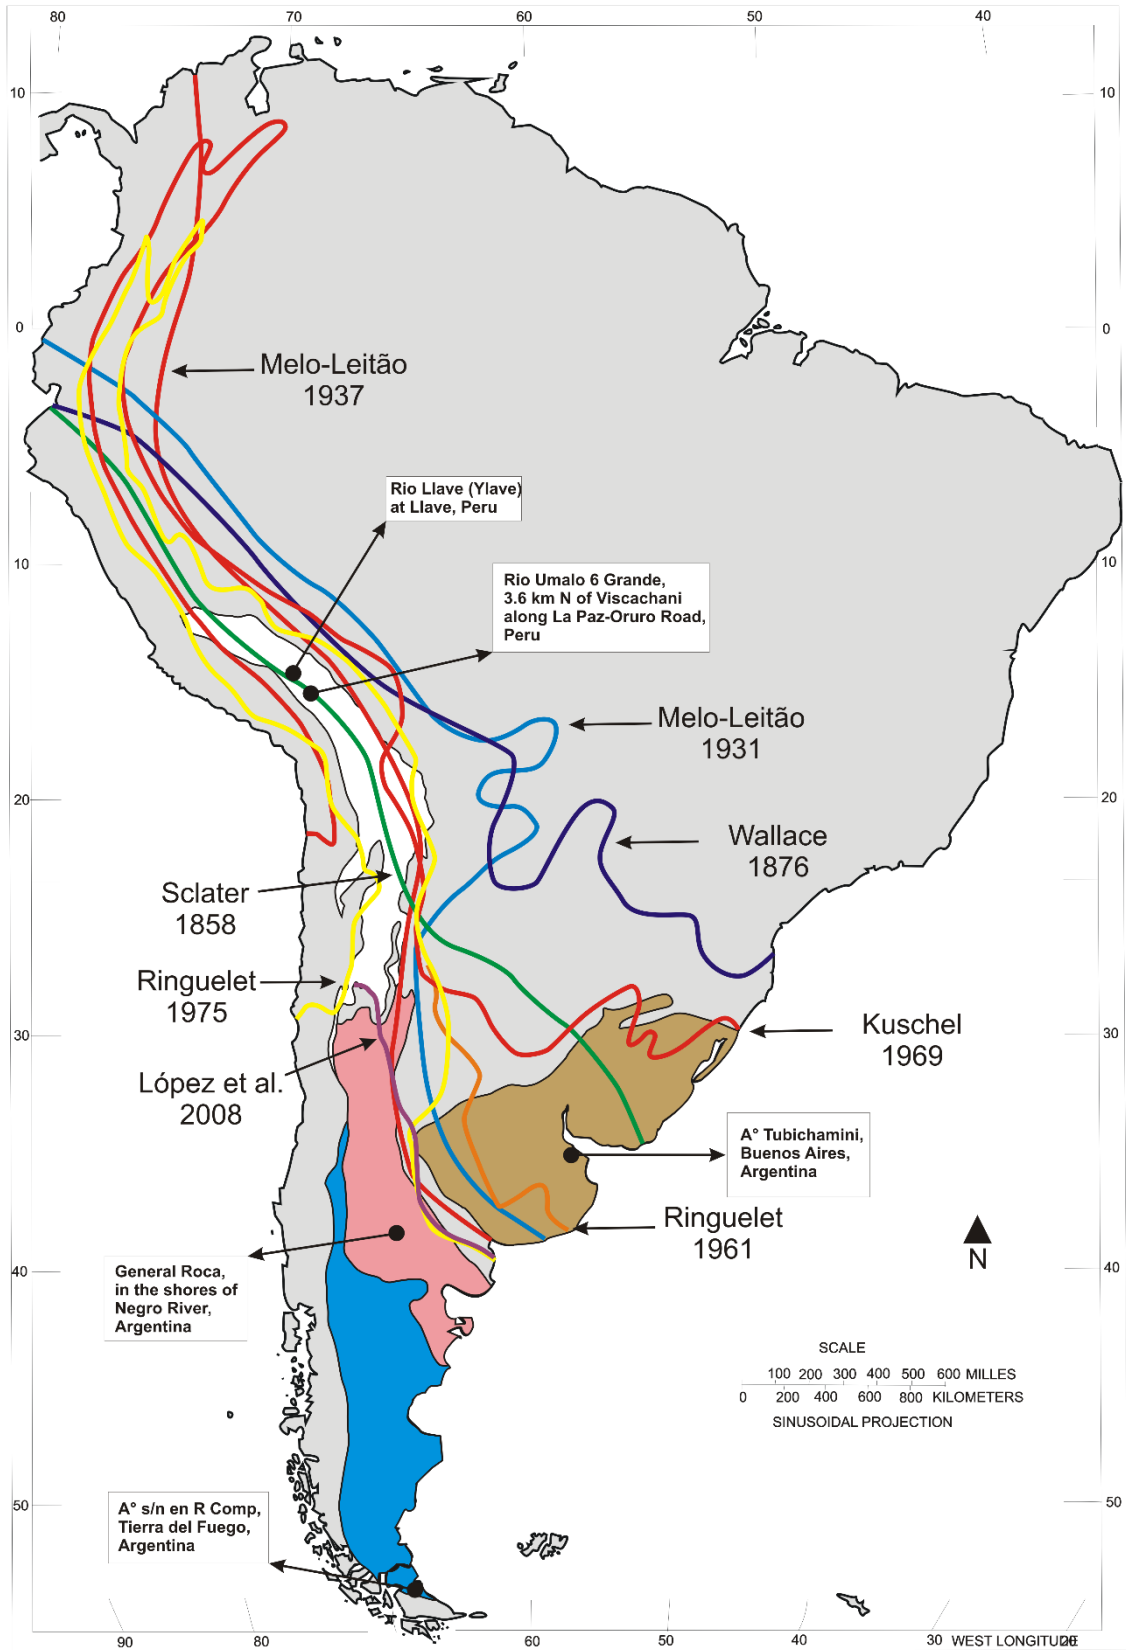 80 70 60 50 40
10 10
0 0
Melo-Leitão
1937
Rio Llave (Ylave)
at Llave, Peru
10 10
Rio Umalo 6 Grande,
3.6 km N of Viscachani
along La Paz-Oruro Road,
Peru
Melo-Leitão
1931
20 20
Wallace
1876
Sclater
1858
Ringuelet
1975
Kuschel
1969
30 30
López et al.
2008
A° Tubichamini,
Buenos Aires,
Argentina
Ringuelet
1961
N
General Roca,
in the shores of
Negro River,
Argentina
40 40
SCALE
100 200 300 400 500 600 MILLES
0 200 400 600 800 KILOMETERS
SINUSOIDAL PROJECTION
A° s/n en R Comp,
Tierra del Fuego,
Argentina
50 50
90 80 60 50 40 30 WEST LONGITUDE